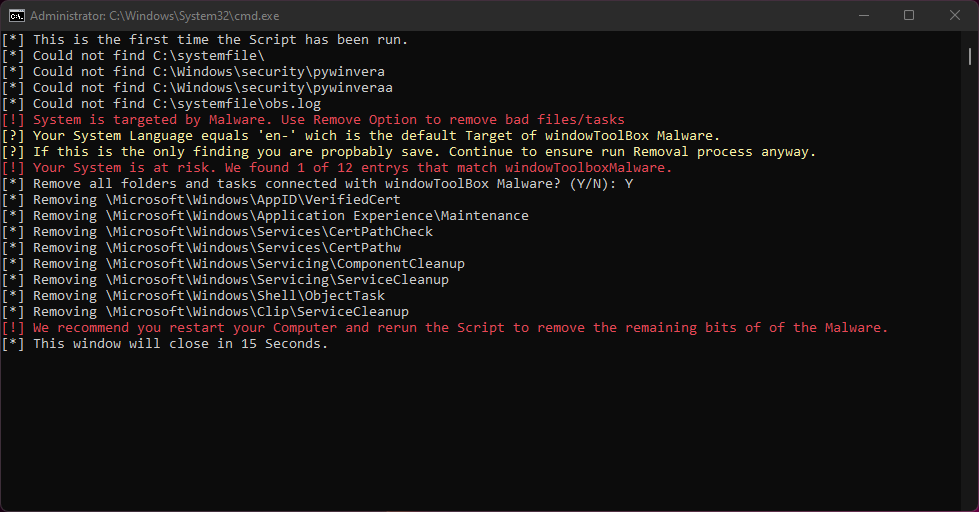 Administrator: C:\Windows\System32\cmd.exe
[*] This is the first time the Script has been run.
[*] Could not find C:\systemfile\
[*] Could not find C:\Windows\security\pywinvera
[*] Could not find C:\Windows\security\pywinveraa
[*] Could not find C:\systemfile\obs.log
[!] System is targeted by Malware. Use Remove Option to remove bad files/tasks
[?] Your System Language equals 'en-' wich is the default Target of windowToolBox Malware.
[?] If this is the only finding you are propbably save. Continue to ensure run Removal process anyway.
[!] Your System is at risk. We found 1 of 12 entrys that match windowToolboxMalware.
[*] Remove all folders and tasks connected with windowToolBox Malware? (Y/N): Y
[*] Removing \Microsoft\Windows\AppID\VerifiedCert
[*] Removing \Microsoft\Windows\Application Experience\Maintenance
[*] Removing \Microsoft\Windows\Services\CertPathCheck
[*] Removing \Microsoft\Windows\Services\CertPathw
[*] Removing \Microsoft\Windows\Servicing\ComponentCleanup
[*] Removing \Microsoft\Windows\Servicing\ServiceCleanup
[*] Removing \Microsoft\Windows\Shell\ObjectTask
[*] Removing \Microsoft\Windows\Clip\ServiceCleanup
[!] We recommend you restart your Computer and rerun the Script to remove the remaining bits of of the Malware.
[*] This window will close in 15 Seconds.